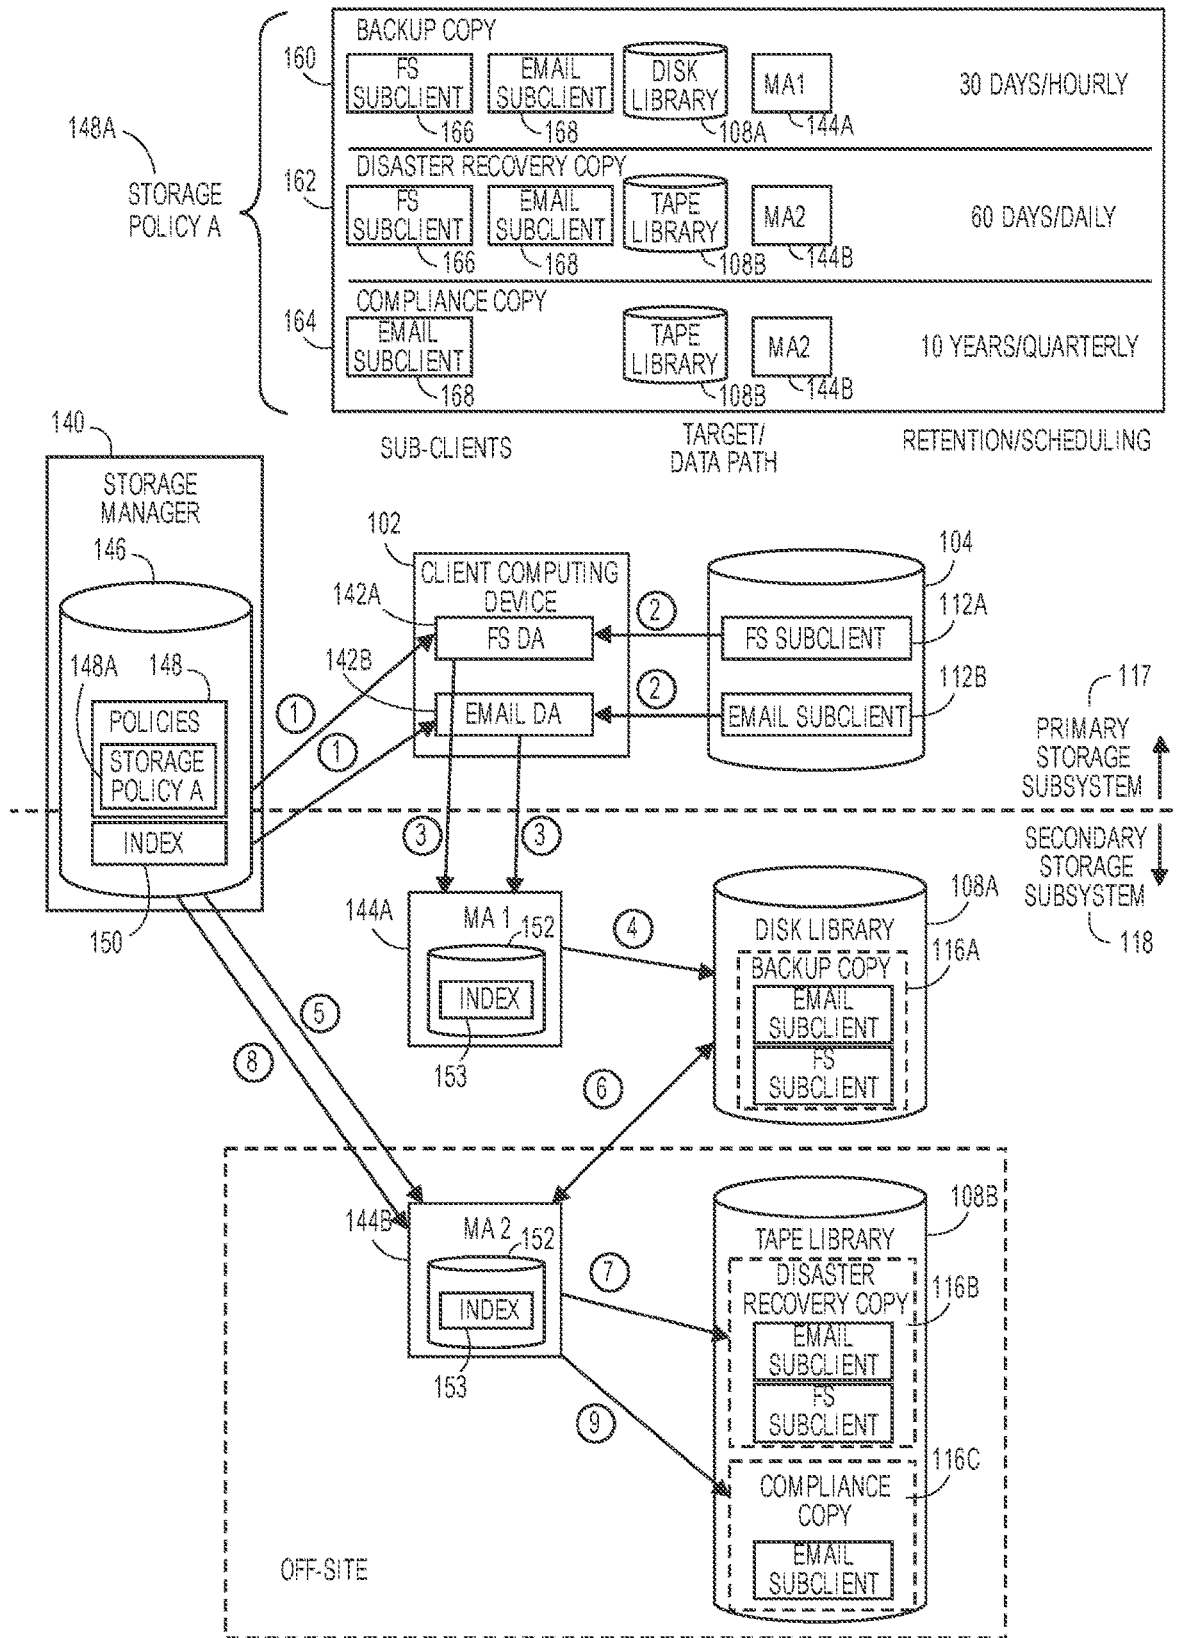 BACKUP COPY
160
FS
SUBCLIENT
166
EMAIL
SUBCLIENT
168
DISK
LIBRARY
108A
MA1
144A
30 DAYS/HOURLY
148A
STORAGE
POLICY A
DISASTER RECOVERY COPY
162
FS
SUBCLIENT
166
EMAIL
SUBCLIENT
168
TAPE
LIBRARY
108B
MA2
144B
60 DAYS/DAILY
COMPLIANCE COPY
164
EMAIL
SUBCLIENT
168
TAPE
LIBRARY
108B
MA2
144B
10 YEARS/QUARTERLY
SUB-CLIENTS
TARGET/
DATA PATH
RETENTION/SCHEDULING
140
STORAGE
MANAGER
146
148A
148
POLICIES
STORAGE
POLICY A
INDEX
150
1
1
102
CLIENT COMPUTING
DEVICE
142A
FS DA
142B
EMAIL DA
2
2
104
FS SUBCLIENT
112A
EMAIL SUBCLIENT
112B
117
PRIMARY
STORAGE
SUBSYSTEM
SECONDARY
STORAGE
SUBSYSTEM
118
3
3
144A
MA 1
152
INDEX
153
4
108A
DISK LIBRARY
116A
BACKUP COPY
EMAIL
SUBCLIENT
FS
SUBCLIENT
5
8
6
144B
MA 2
152
INDEX
153
7
9
108B
TAPE LIBRARY
DISASTER
RECOVERY COPY
116B
EMAIL
SUBCLIENT
FS
SUBCLIENT
116C
COMPLIANCE
COPY
EMAIL
SUBCLIENT
OFF-SITE